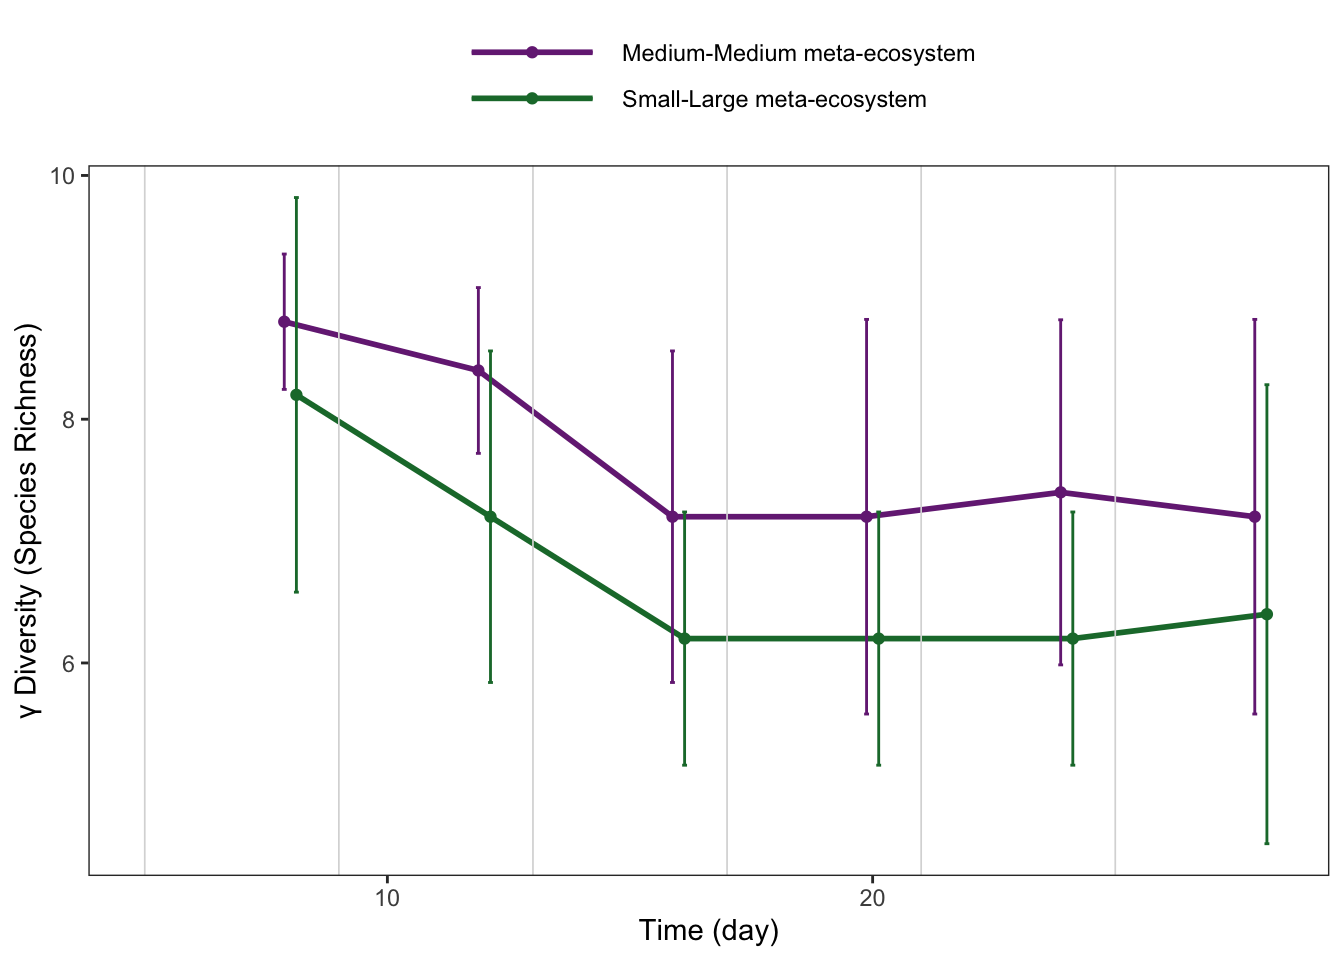 Medium-Medium meta-ecosystem
Small-Large meta-ecosystem
10
8
6
γ Diversity (Species Richness)
10
20
Time (day)